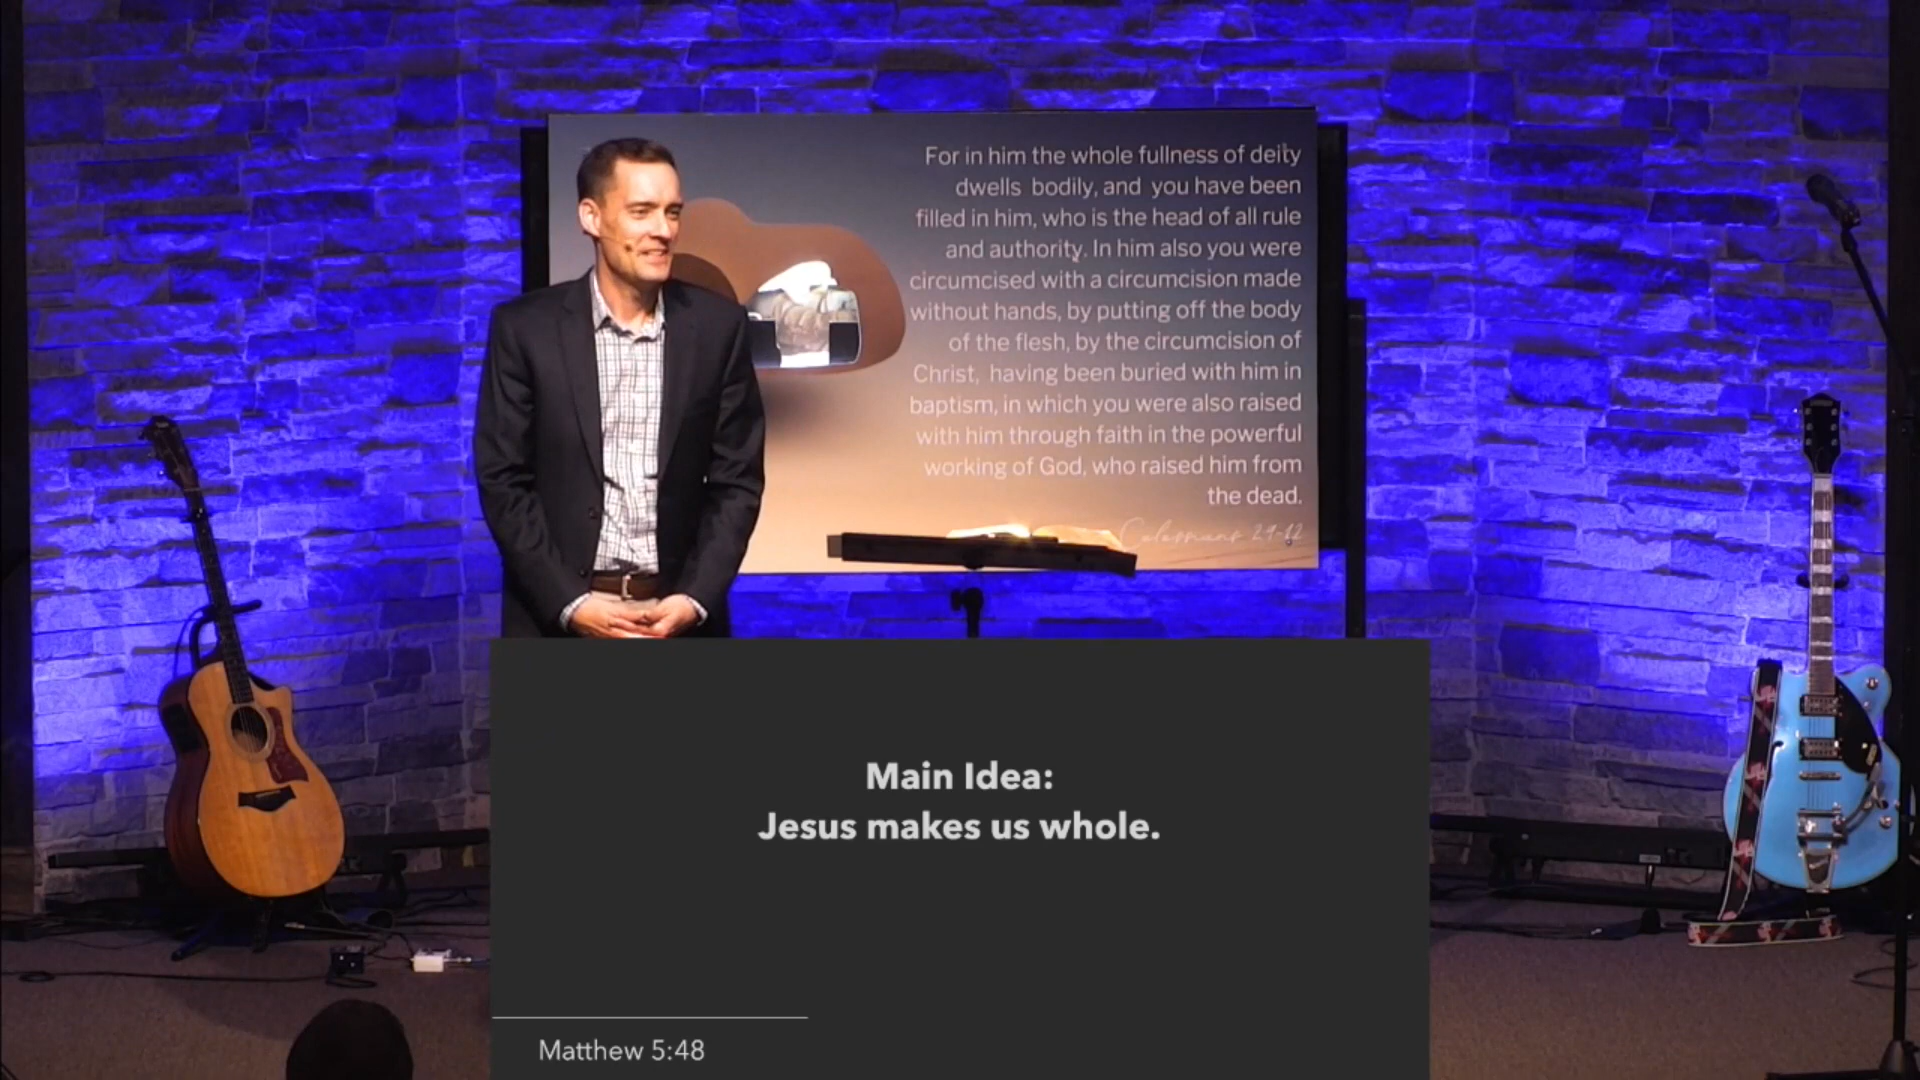 For in him the whole fullness of deity
dwells bodily, and you have been
filled in him, who is the head of all rule
and authority. In him also you were
circumcised with a circumcision made
without hands, by putting off the body
of the flesh, by the circumcision of
Christ, having been buried with him in
baptism, in which you were also raised
with him through faith in the powerful
working of God, who raised him from
the dead.
Colossians 2:9-12
Main Idea:
Jesus makes us whole.
Matthew 5:48